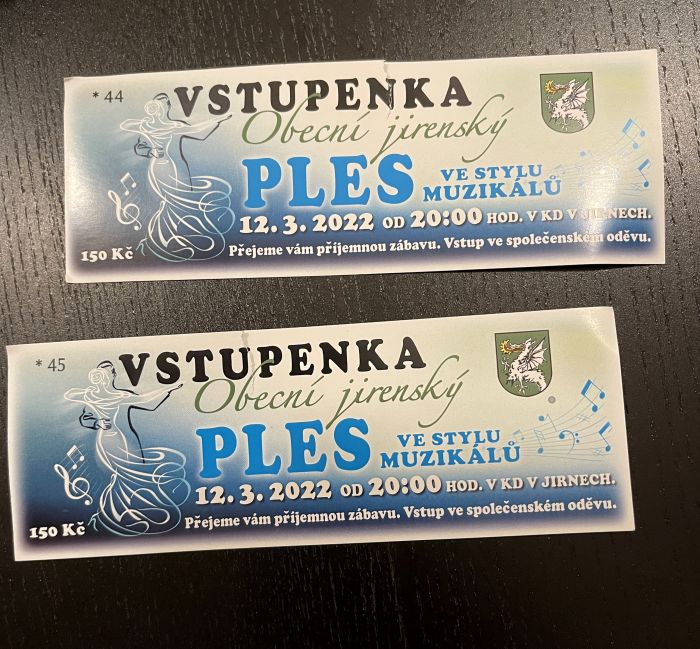 * 44
VSTUPENKA
Obecní jirenský
PLES VE STYLU
MUZIKÁLŮ
12. 3. 2022 OD 20:00 HOD. V KD V JIRNECH.
150 Kč
Přejeme vám příjemnou zábavu. Vstup ve společenském oděvu.
* 45
VSTUPENKA
Obecní jirenský
PLES VE STYLU
MUZIKÁLŮ
12. 3. 2022 OD 20:00 HOD. V KD V JIRNECH.
150 Kč
Přejeme vám příjemnou zábavu. Vstup ve společenském oděvu.